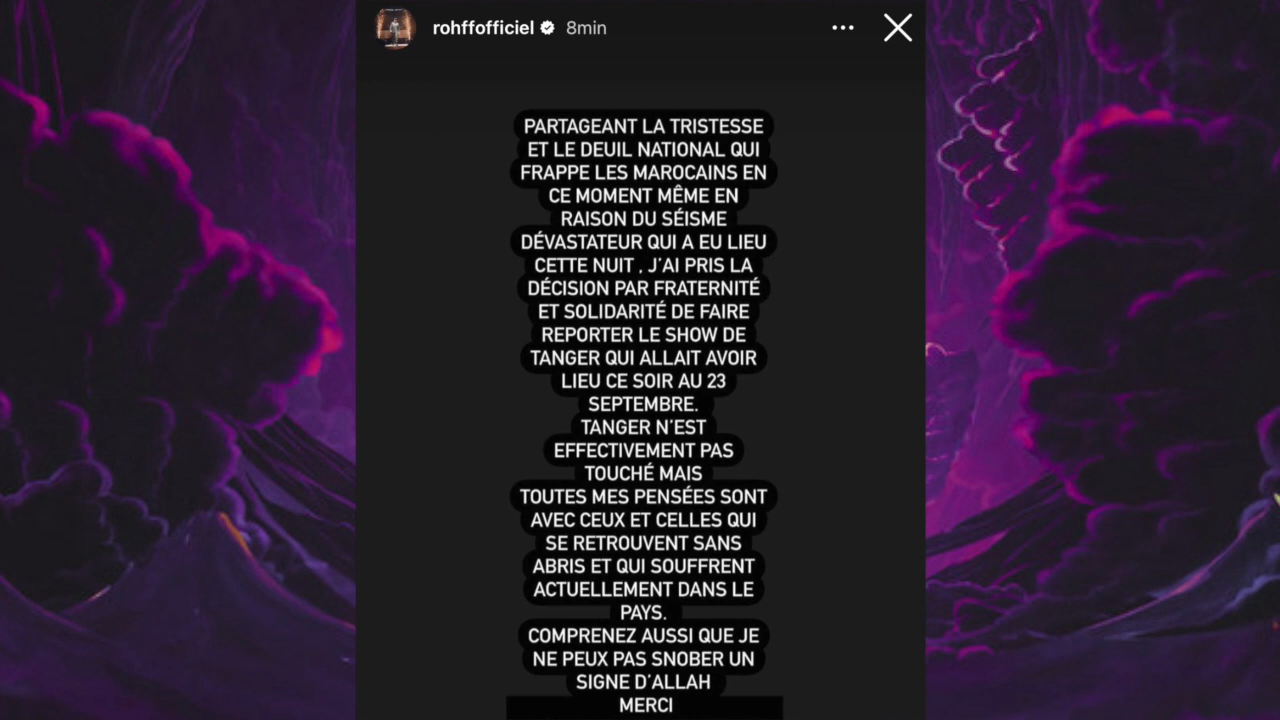 rohffofficiel 8min
PARTAGEANT LA TRISTESSE
ET LE DEUIL NATIONAL QUI
FRAPPE LES MAROCAINS EN
CE MOMENT MÊME EN
RAISON DU SÉISME
DÉVASTATEUR QUI A EU LIEU
CETTE NUIT , J'AI PRIS LA
DÉCISION PAR FRATERNITÉ
ET SOLIDARITÉ DE FAIRE
REPORTER LE SHOW DE
TANGER QUI ALLAIT AVOIR
LIEU CE SOIR AU 23
SEPTEMBRE.
TANGER N'EST
EFFECTIVEMENT PAS
TOUCHÉ MAIS
TOUTES MES PENSÉES SONT
AVEC CEUX ET CELLES QUI
SE RETROUVENT SANS
ABRIS ET QUI SOUFFRENT
ACTUELLEMENT DANS LE
PAYS.
COMPRENEZ AUSSI QUE JE
NE PEUX PAS SNOBER UN
SIGNE D'ALLAH
MERCI